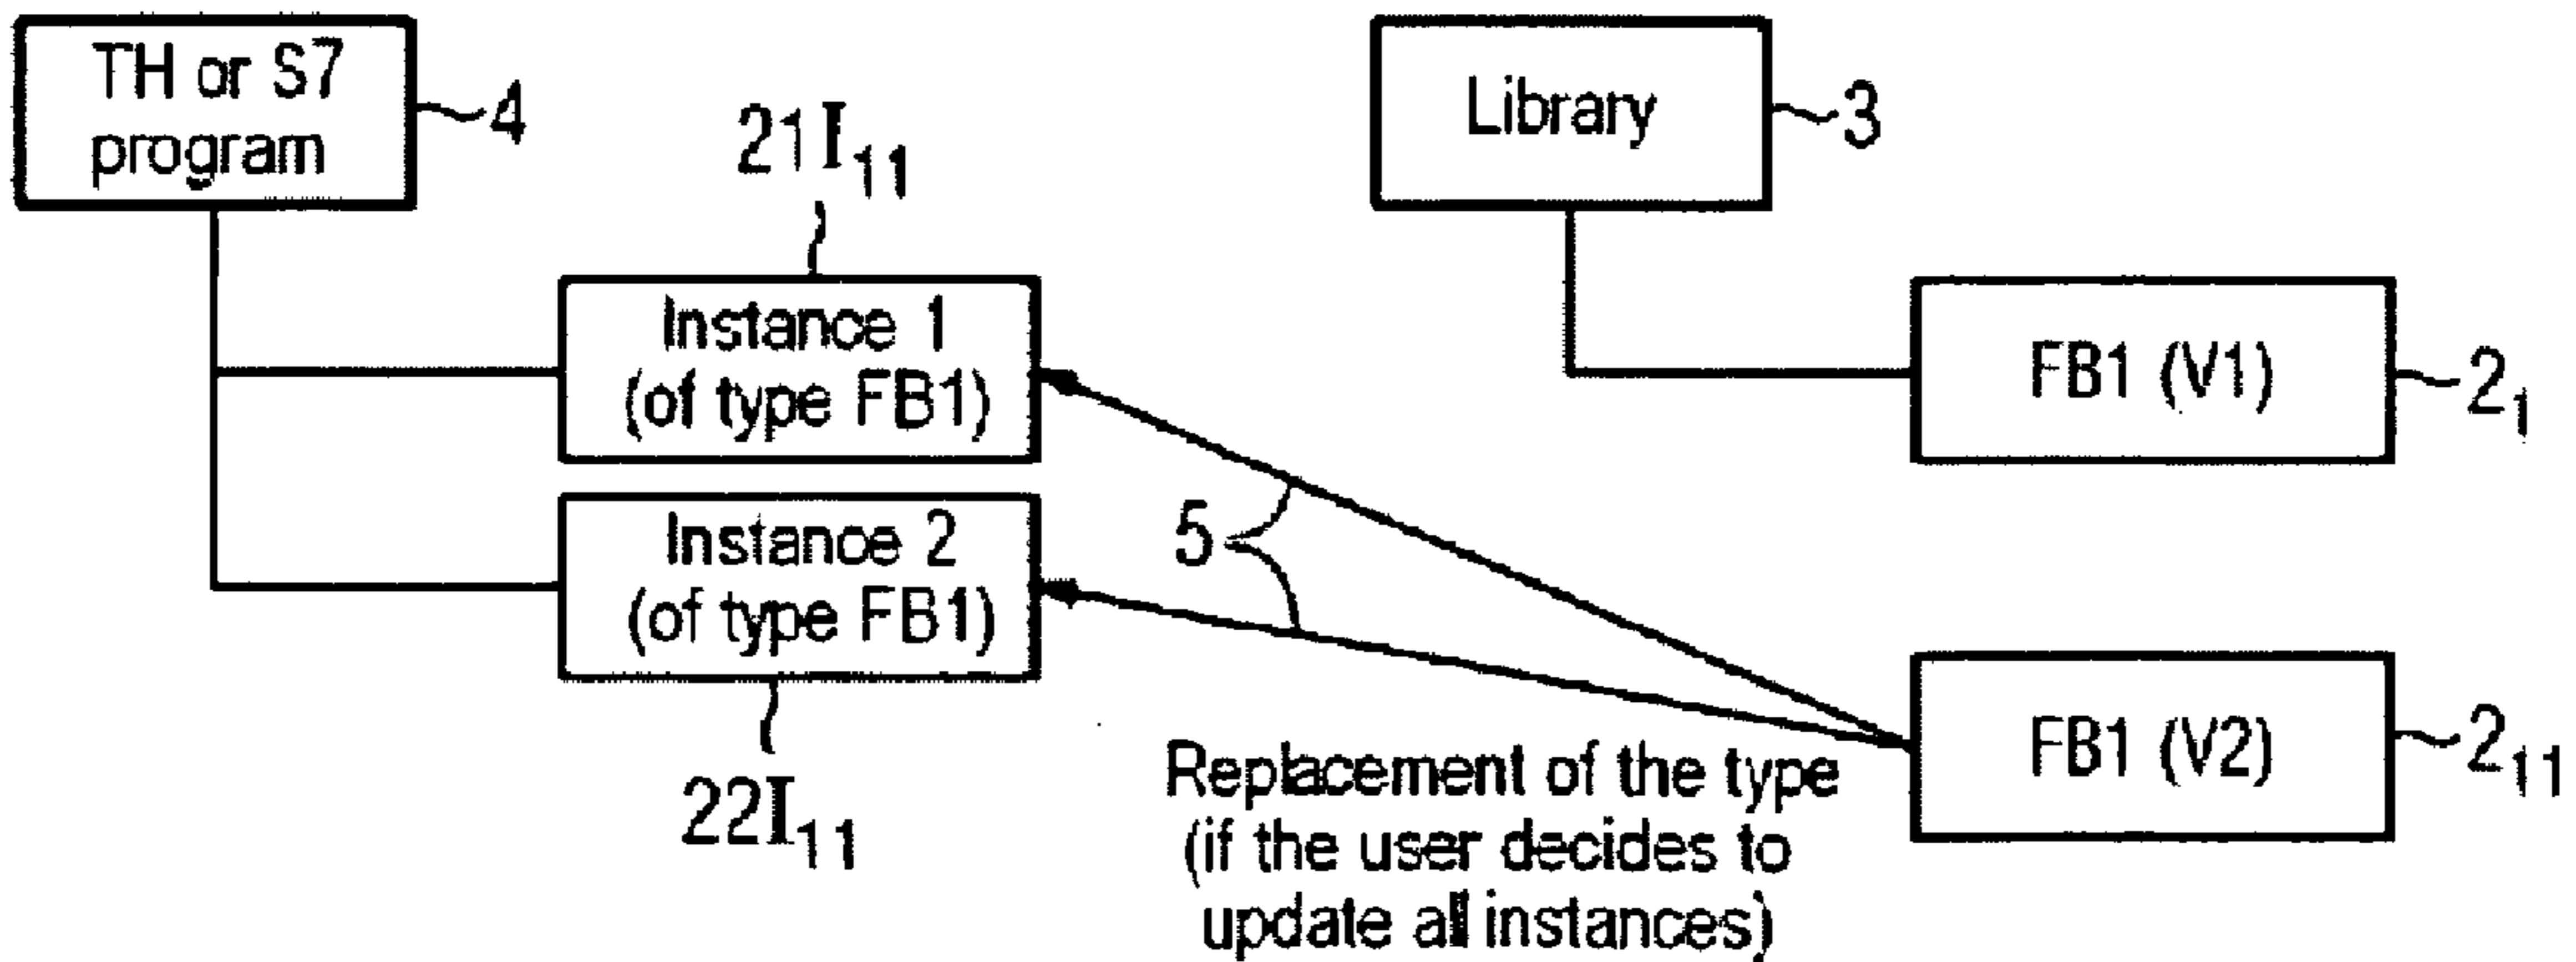 TH or S7
program
4
Library
3
21I₁₁
Instance 1
(of type FB1)
FB1 (V1)
2₁
Instance 2
(of type FB1)
5
22I₁₁
FB1 (V2)
2₁₁
Replacement of the type
(if the user decides to
update all instances)